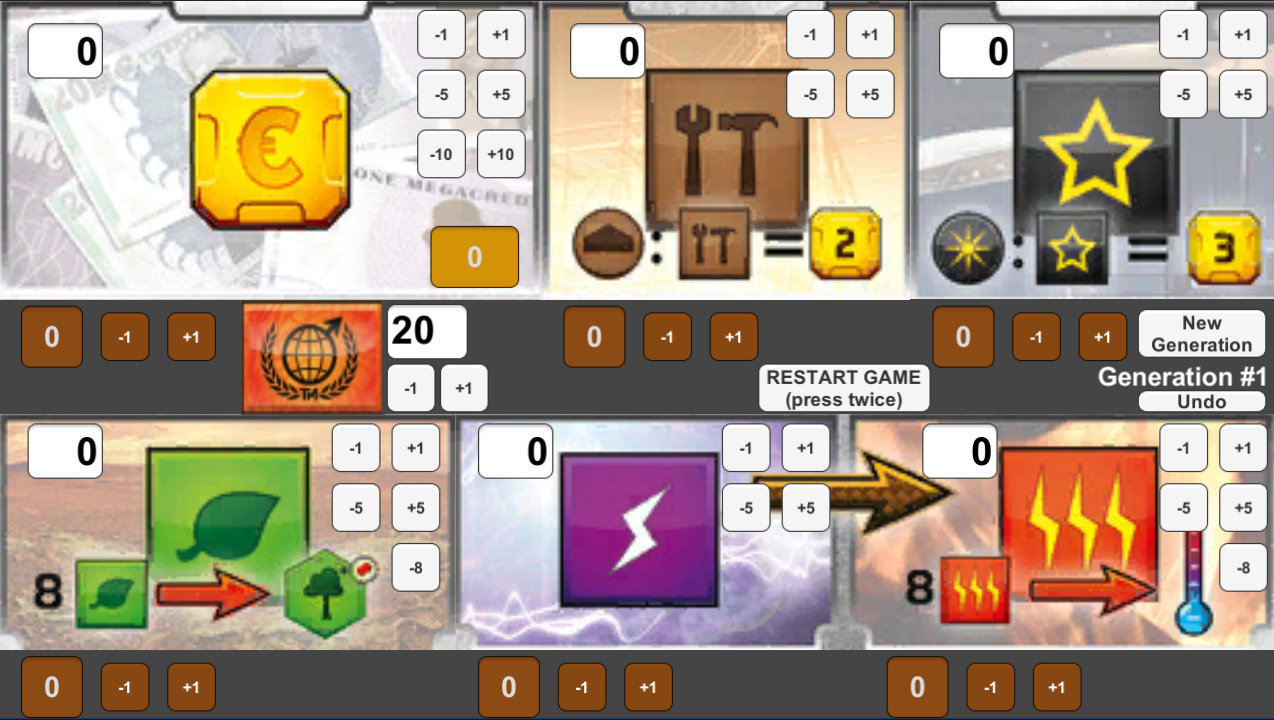 0
-1 +1
-5 +5
-10 +10
€
ONE MEGACRED
0
0
-1 +1
-5 +5
: = 2
0
-1 +1
-5 +5
: = 3
0 -1 +1
TM
20
-1 +1
0 -1 +1
RESTART GAME
(press twice)
0 -1 +1
New
Generation
Generation #1
Undo
0
-1 +1
-5 +5
-8
8
0
-1 +1
-5 +5
0
-1 +1
-5 +5
-8
8
0 -1 +1
0 -1 +1
0 -1 +1